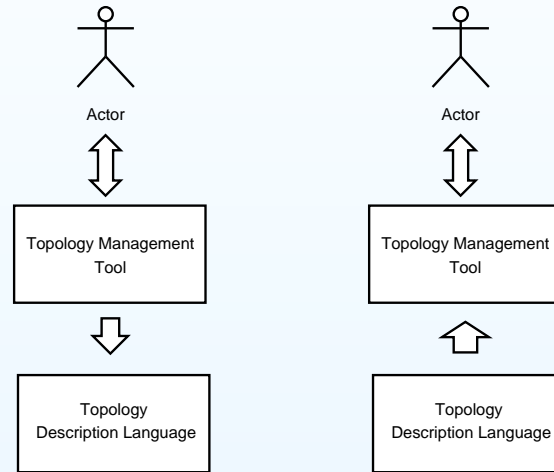 Actor
Topology Management
Tool
Topology
Description Language
Actor
Topology Management
Tool
Topology
Description Language